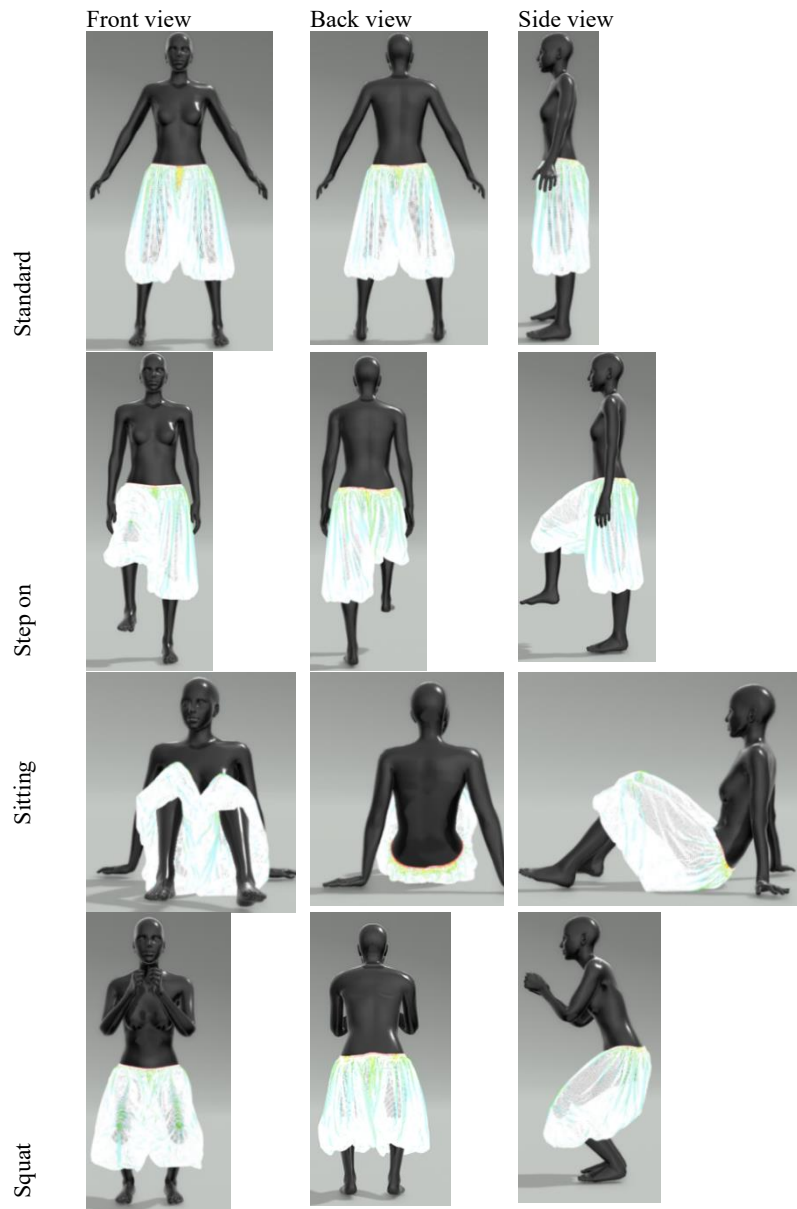 Front view
Back view
Side view
Standard
Step on
Sitting
Squat